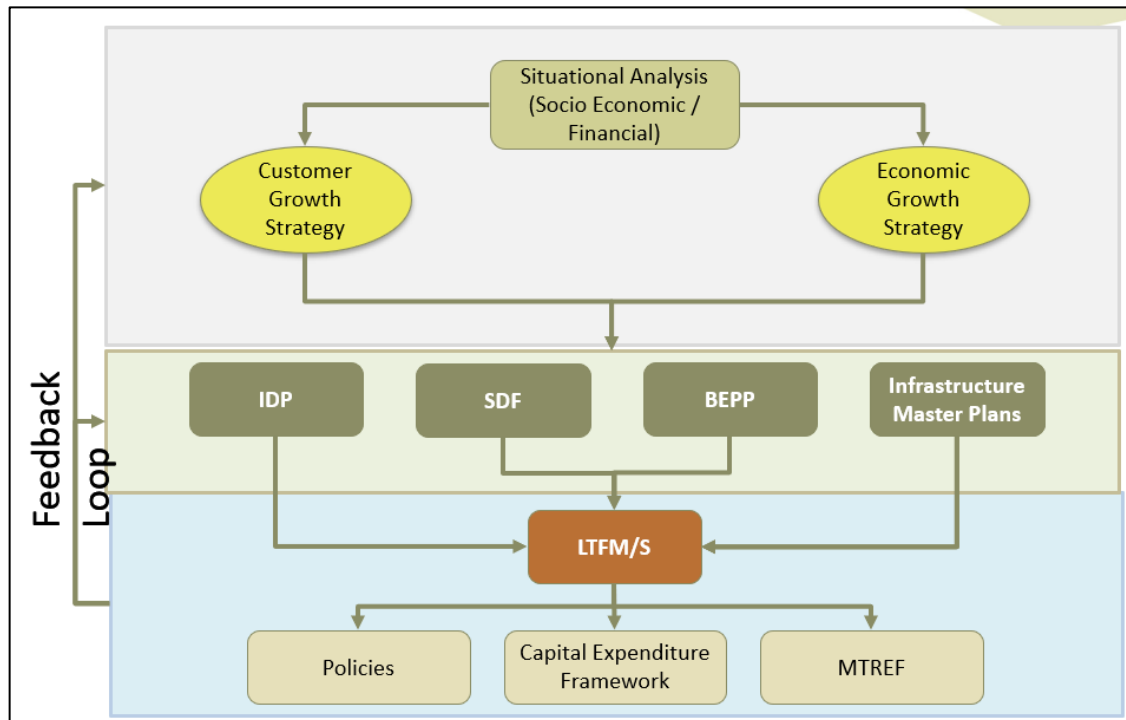 Situational Analysis
(Socio Economic /
Financial)
Customer
Growth
Strategy
Economic
Growth
Strategy
Feedback
Loop
IDP
SDF
BEPP
Infrastructure
Master Plans
LTFM/S
Policies
Capital Expenditure
Framework
MTREF